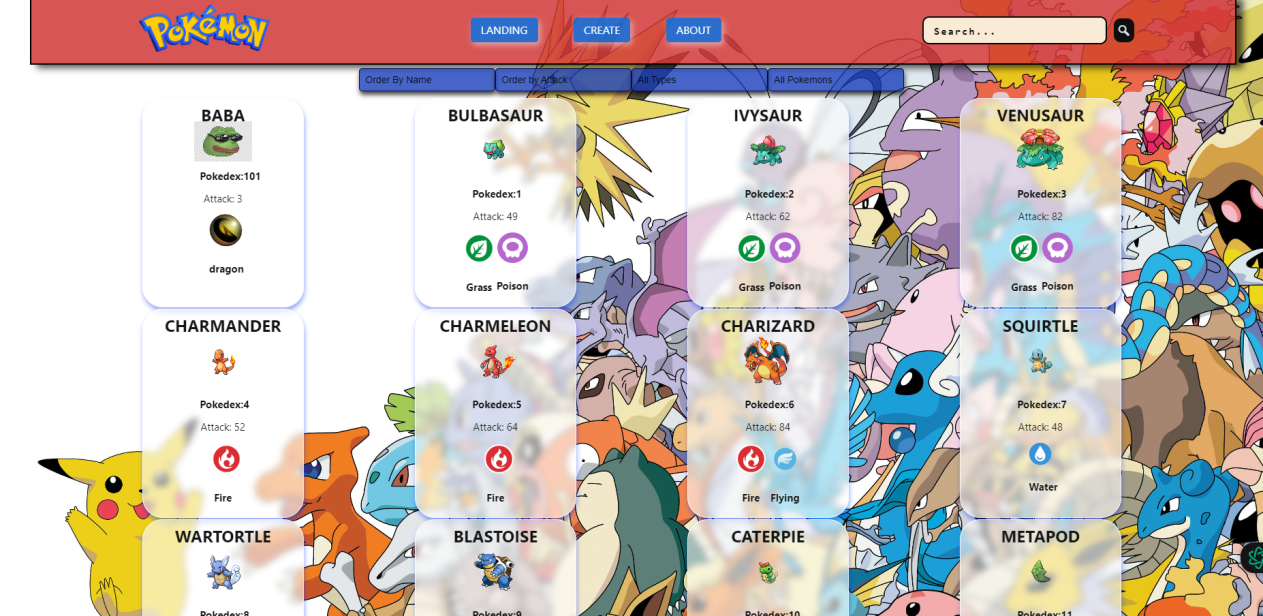 POKéMON
LANDING CREATE ABOUT Search...
Order By Name Order by Attack All Types All Pokemons
BABA BULBASAUR IVYSAUR VENUSAUR
Pokedex:101 Pokedex:1 Pokedex:2 Pokedex:3
Attack: 3 Attack: 49 Attack: 62 Attack: 82
dragon Grass Poison Grass Poison Grass Poison
CHARMANDER CHARMELEON CHARIZARD SQUIRTLE
Pokedex:4 Pokedex:5 Pokedex:6 Pokedex:7
Attack: 52 Attack: 64 Attack: 84 Attack: 48
Fire Fire Fire Flying Water
WARTORTLE BLASTOISE CATERPIE METAPOD
Pokedex:8 Pokedex:9 Pokedex:10 Pokedex:11